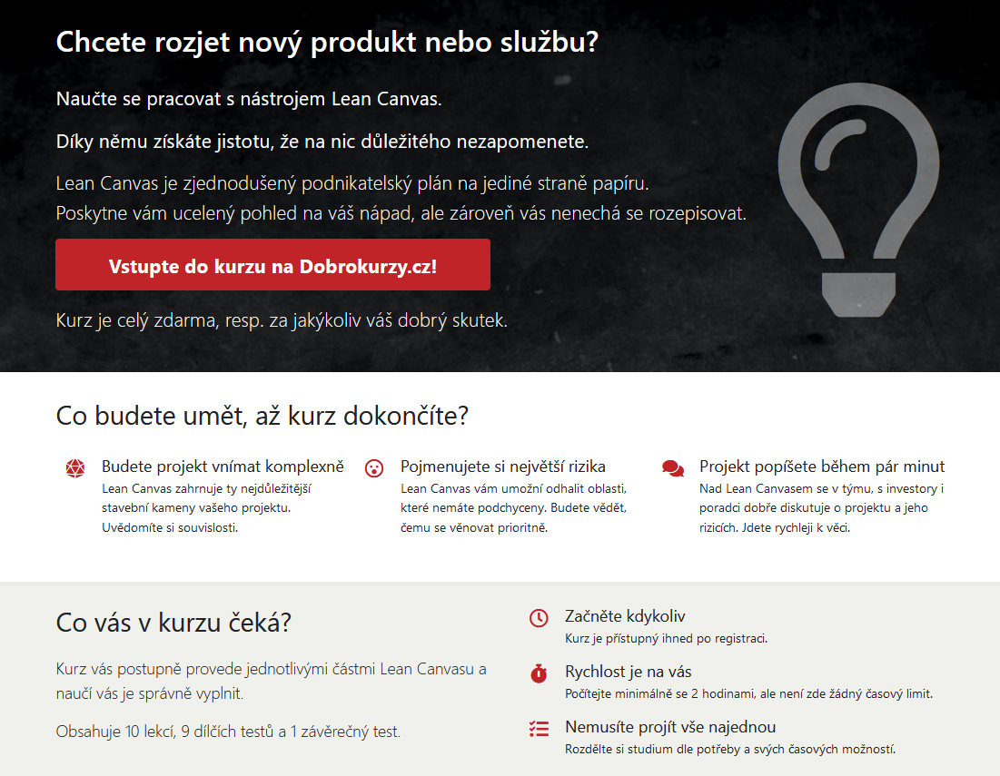 Chcete rozjet nový produkt nebo službu?
Naučte se pracovat s nástrojem Lean Canvas.
Díky němu získáte jistotu, že na nic důležitého nezapomenete.
Lean Canvas je zjednodušený podnikatelský plán na jediné straně papíru.
Poskytne vám ucelený pohled na váš nápad, ale zároveň vás nenechá se rozepisovat.
Vstupte do kurzu na Dobrokurzy.cz!
Kurz je celý zdarma, resp. za jakýkoliv váš dobrý skutek.
Co budete umět, až kurz dokončíte?
Budete projekt vnímat komplexně
Lean Canvas zahrnuje ty nejdůležitější
stavební kameny vašeho projektu.
Uvědomíte si souvislosti.
Pojmenujete si největší rizika
Lean Canvas vám umožní odhalit oblasti,
které nemáte podchyceny. Budete vědět,
čemu se věnovat prioritně.
Projekt popíšete během pár minut
Nad Lean Canvasem se v týmu, s investory i
poradci dobře diskutuje o projektu a jeho
rizicích. Jdete rychleji k věci.
Co vás v kurzu čeká?
Kurz vás postupně provede jednotlivými částmi Lean Canvasu a
naučí vás je správně vyplnit.
Obsahuje 10 lekcí, 9 dílčích testů a 1 závěrečný test.
Začněte kdykoliv
Kurz je přístupný ihned po registraci.
Rychlost je na vás
Počítejte minimálně se 2 hodinami, ale není zde žádný časový limit.
Nemusíte projít vše najednou
Rozdělte si studium dle potřeby a svých časových možností.